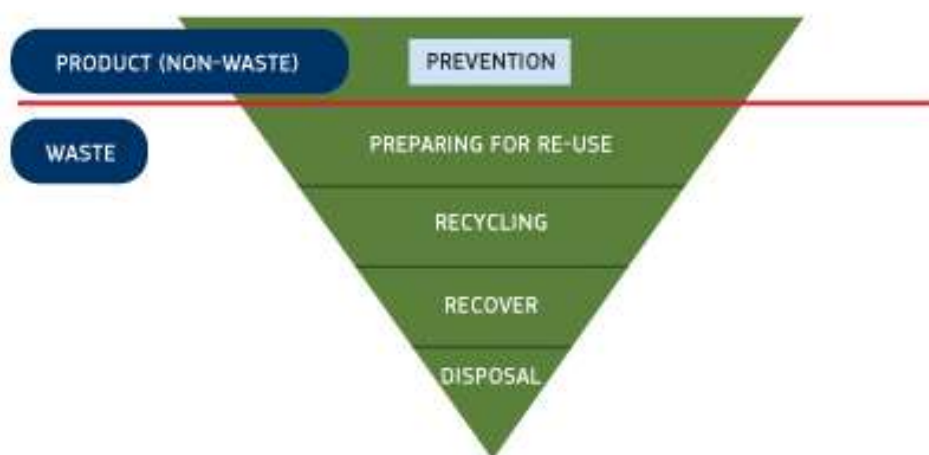 PRODUCT (NON-WASTE)
PREVENTION
WASTE
PREPARING FOR RE-USE
RECYCLING
RECOVER
DISPOSAL